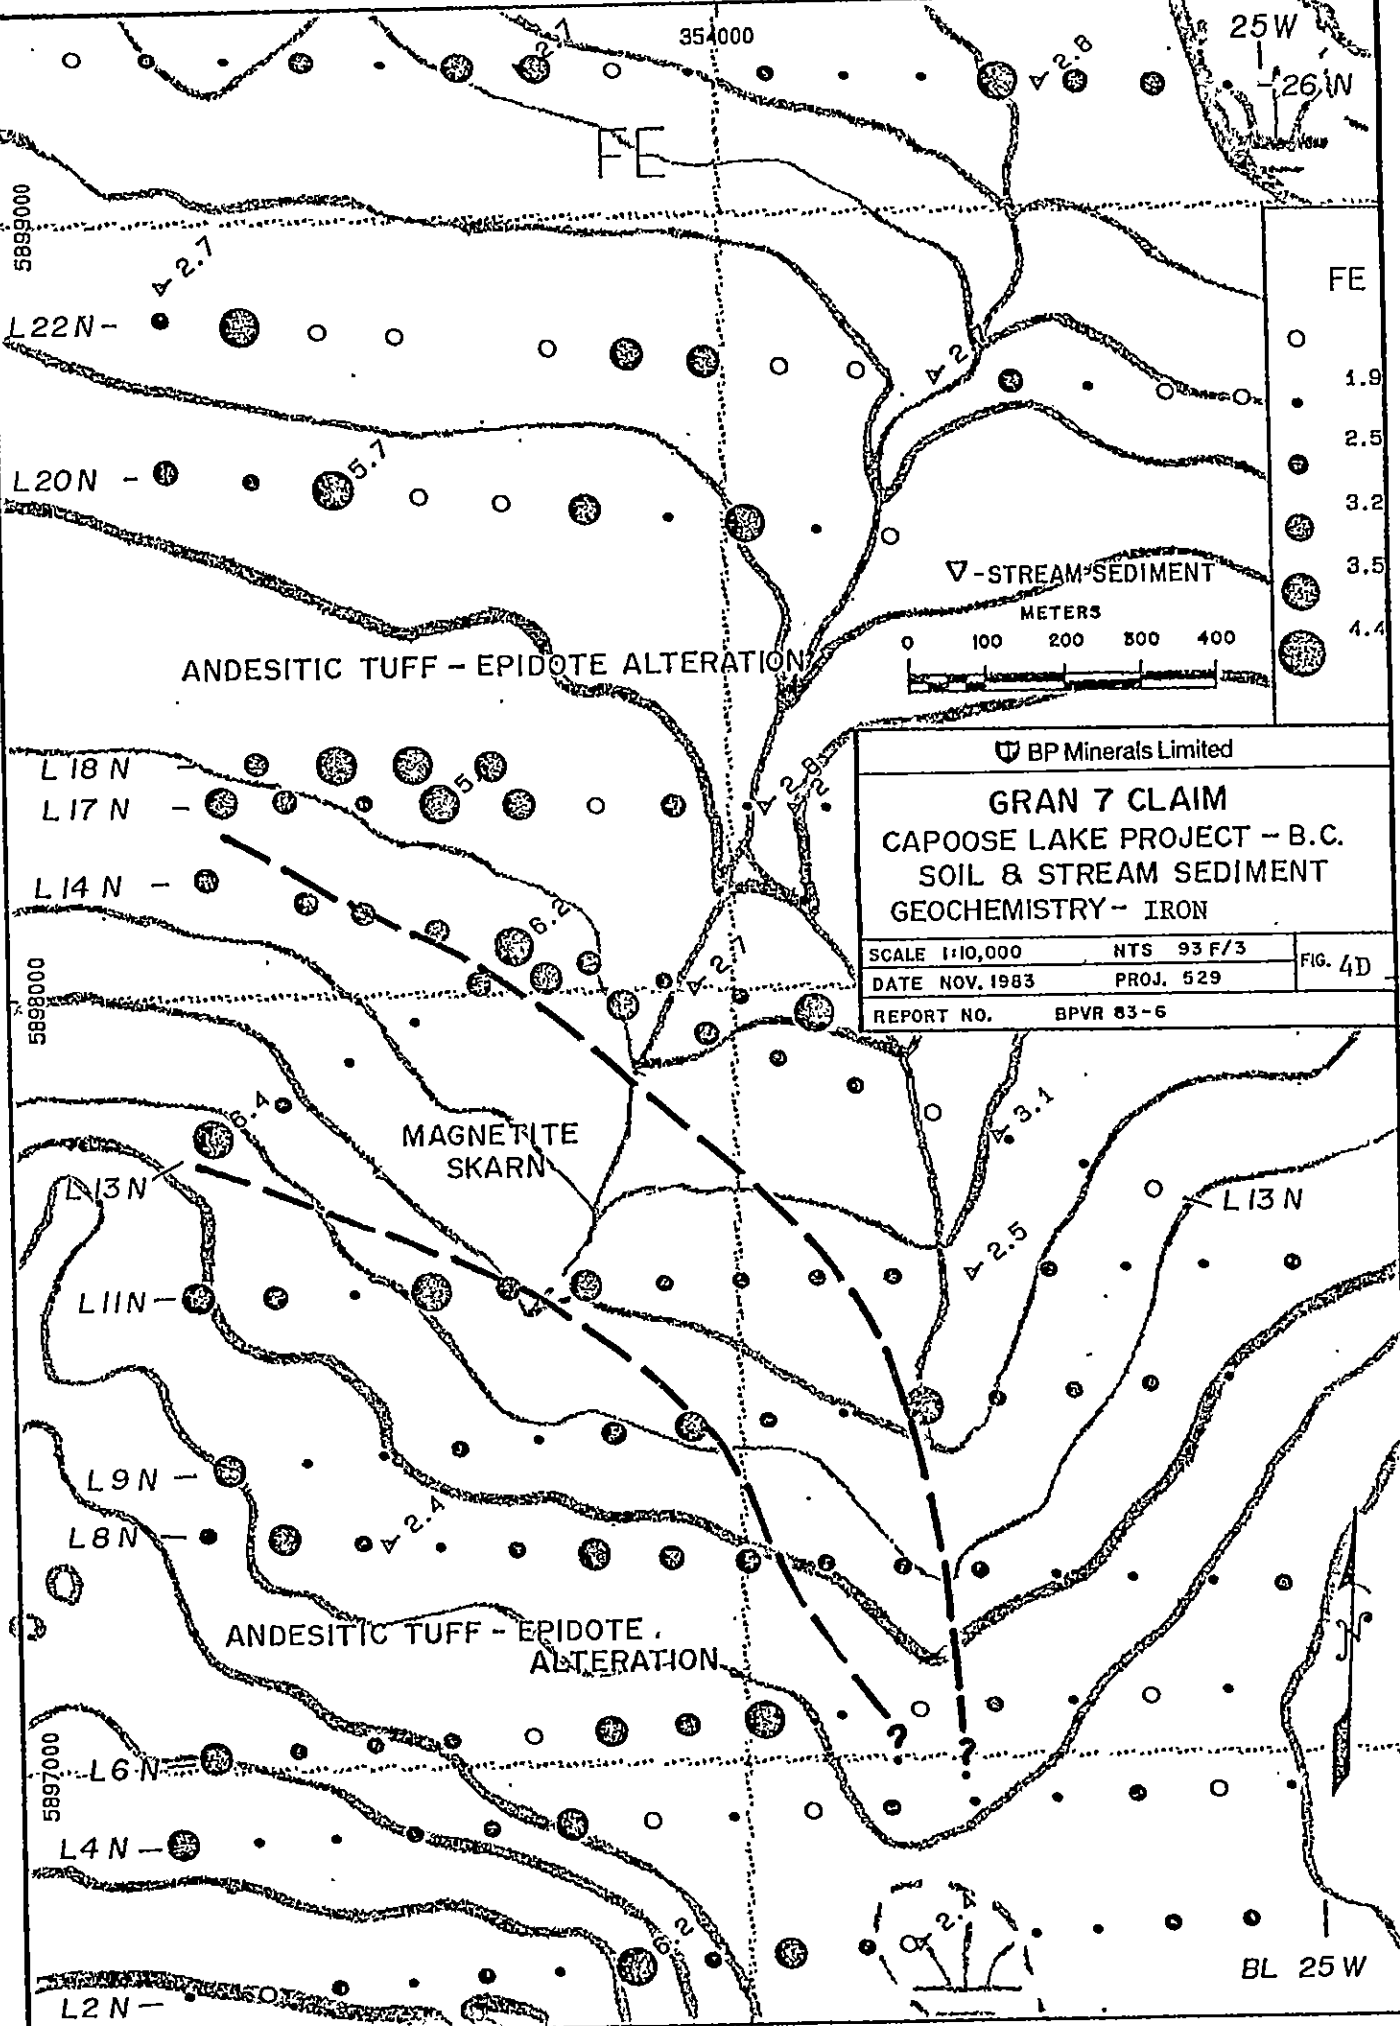 354000
25W
26N
2.7
2.8
FE
5899000
2.7
L22N-
FE
1.9
2.5
3.2
3.5
4.4
L20N -
5.7
▽-STREAM SEDIMENT
METERS
0 100 200 300 400
ANDESITIC TUFF - EPIDOTE ALTERATION
L18N -
L17N -
2.8
2.8
BP Minerals Limited
GRAN 7 CLAIM
CAPOOSE LAKE PROJECT - B.C.
SOIL & STREAM SEDIMENT
GEOCHEMISTRY - IRON
SCALE 1:10,000 NTS 93 F/3
FIG. 4D
DATE NOV. 1983 PROJ. 529
REPORT NO. BPVR 83-6
L14N -
6.2
2.7
5898000
6.4
3.1
MAGNETITE
SKARN
L13N
L13N
2.5
L11N-
L9N -
L8N -
2.4
ANDESITIC TUFF - EPIDOTE
ALTERATION
?
?
5897000
L6N
L4N -
6.2
BL 25W
L2N -